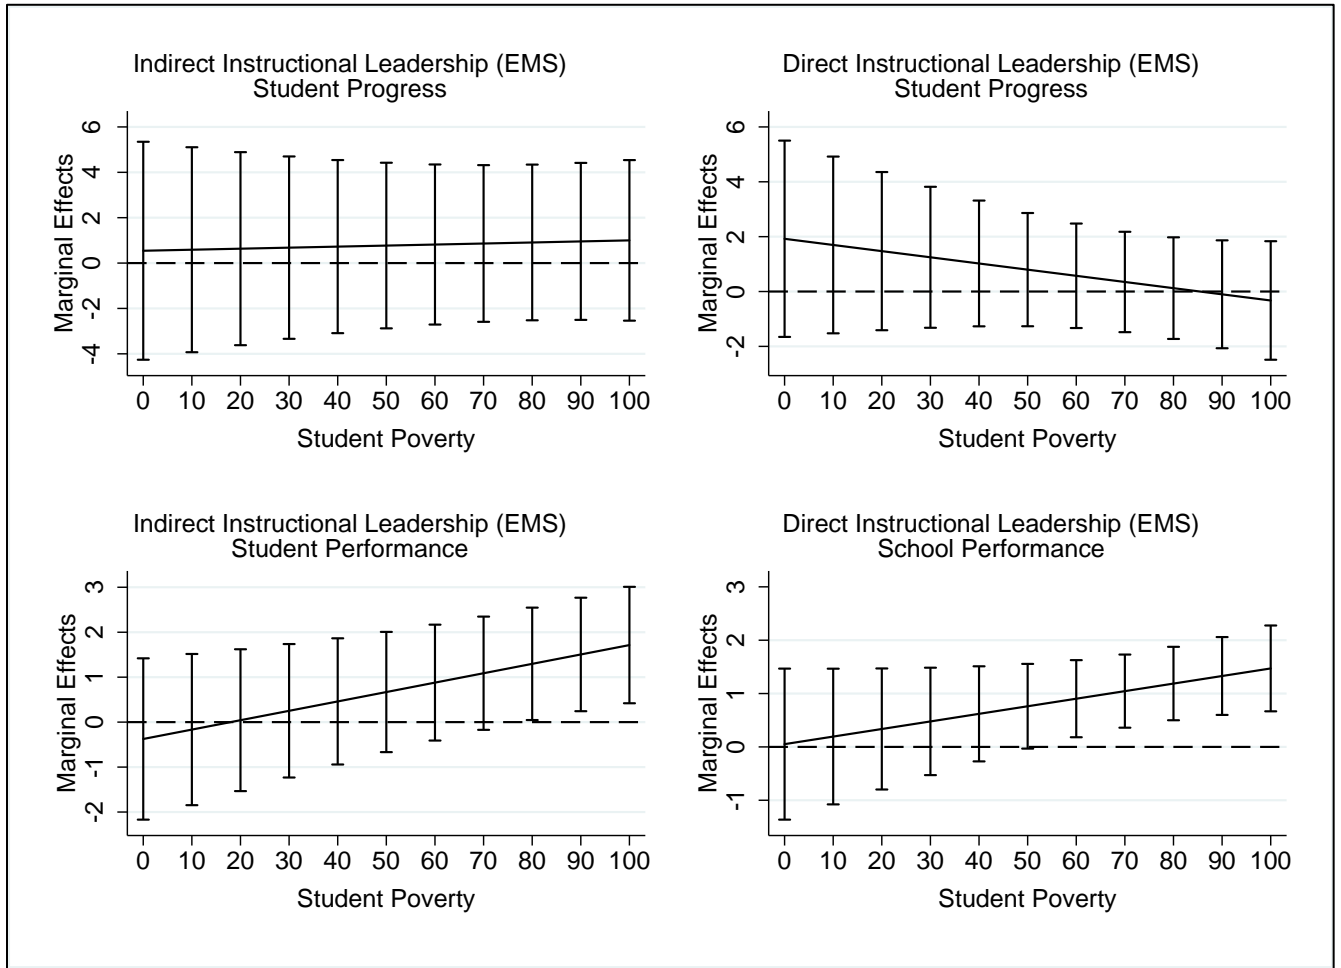 Indirect Instructional Leadership (EMS)
Student Progress
Marginal Effects
6
4
2
0
-2
-4
0 10 20 30 40 50 60 70 80 90 100
Student Poverty
Direct Instructional Leadership (EMS)
Student Progress
Marginal Effects
6
4
2
0
-2
0 10 20 30 40 50 60 70 80 90 100
Student Poverty
Indirect Instructional Leadership (EMS)
Student Performance
Marginal Effects
3
2
1
0
-1
-2
0 10 20 30 40 50 60 70 80 90 100
Student Poverty
Direct Instructional Leadership (EMS)
School Performance
Marginal Effects
3
2
1
0
-1
0 10 20 30 40 50 60 70 80 90 100
Student Poverty